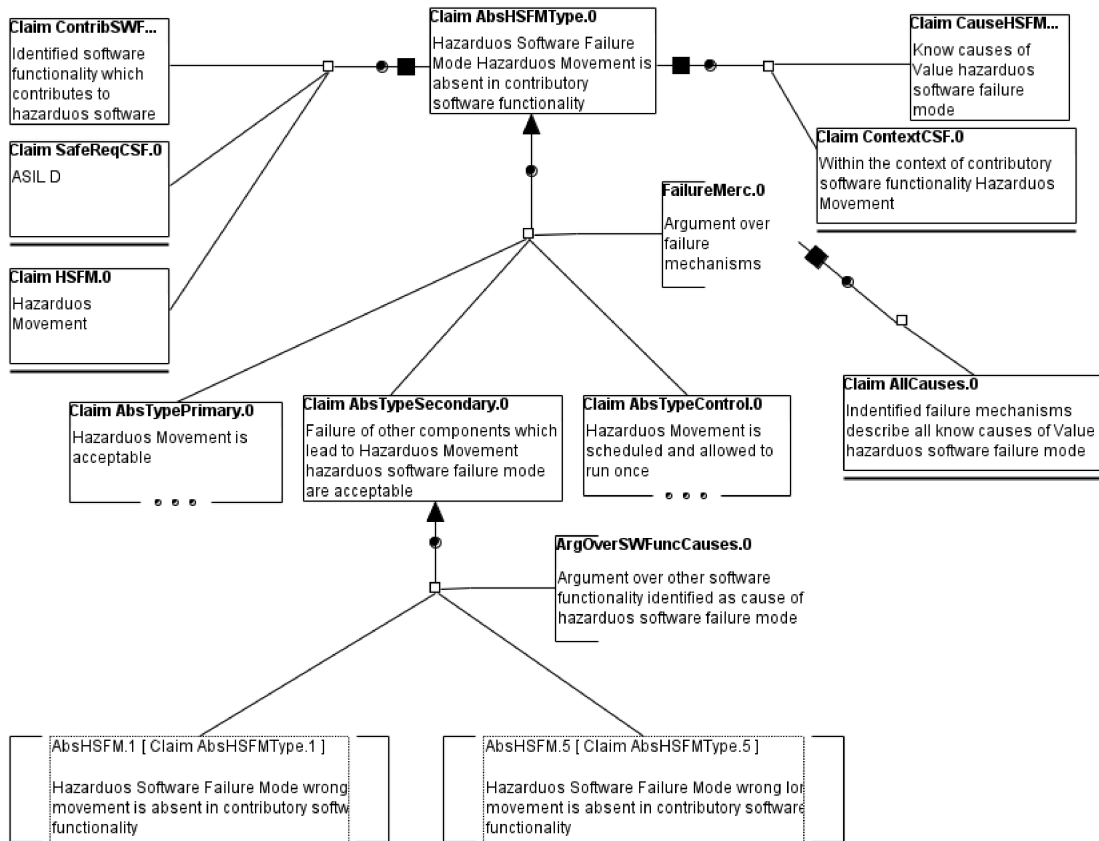 Claim ContribSWF...
Identified software
functionality which
contributes to
hazarduos software
Claim AbsHSFMType.0
Hazarduos Software Failure
Mode Hazarduos Movement is
absent in contributory
software functionality
Claim CauseHSFM...
Know causes of
Value hazarduos
software failure
mode
Claim SafeReqCSF.0
ASIL D
Claim ContextCSF.0
Within the context of contributory
software functionality Hazarduos
Movement
FailureMerc.0
Argument over
failure
mechanisms
Claim HSFM.0
Hazarduos
Movement
Claim AbsTypePrimary.0
Hazarduos Movement is
acceptable
Claim AbsTypeSecondary.0
Failure of other components which
lead to Hazarduos Movement
hazarduos software failure mode
are acceptable
Claim AbsTypeControl.0
Hazarduos Movement is
scheduled and allowed to
run once
Claim AllCauses.0
Indentified failure mechanisms
describe all know causes of Value
hazarduos software failure mode
ArgOverSWFuncCauses.0
Argument over other software
functionality identified as cause of
hazarduos software failure mode
AbsHSFM.1 [ Claim AbsHSFMType.1 ]
Hazarduos Software Failure Mode wrong
movement is absent in contributory softw
functionality
AbsHSFM.5 [ Claim AbsHSFMType.5 ]
Hazarduos Software Failure Mode wrong lor
movement is absent in contributory software
functionality